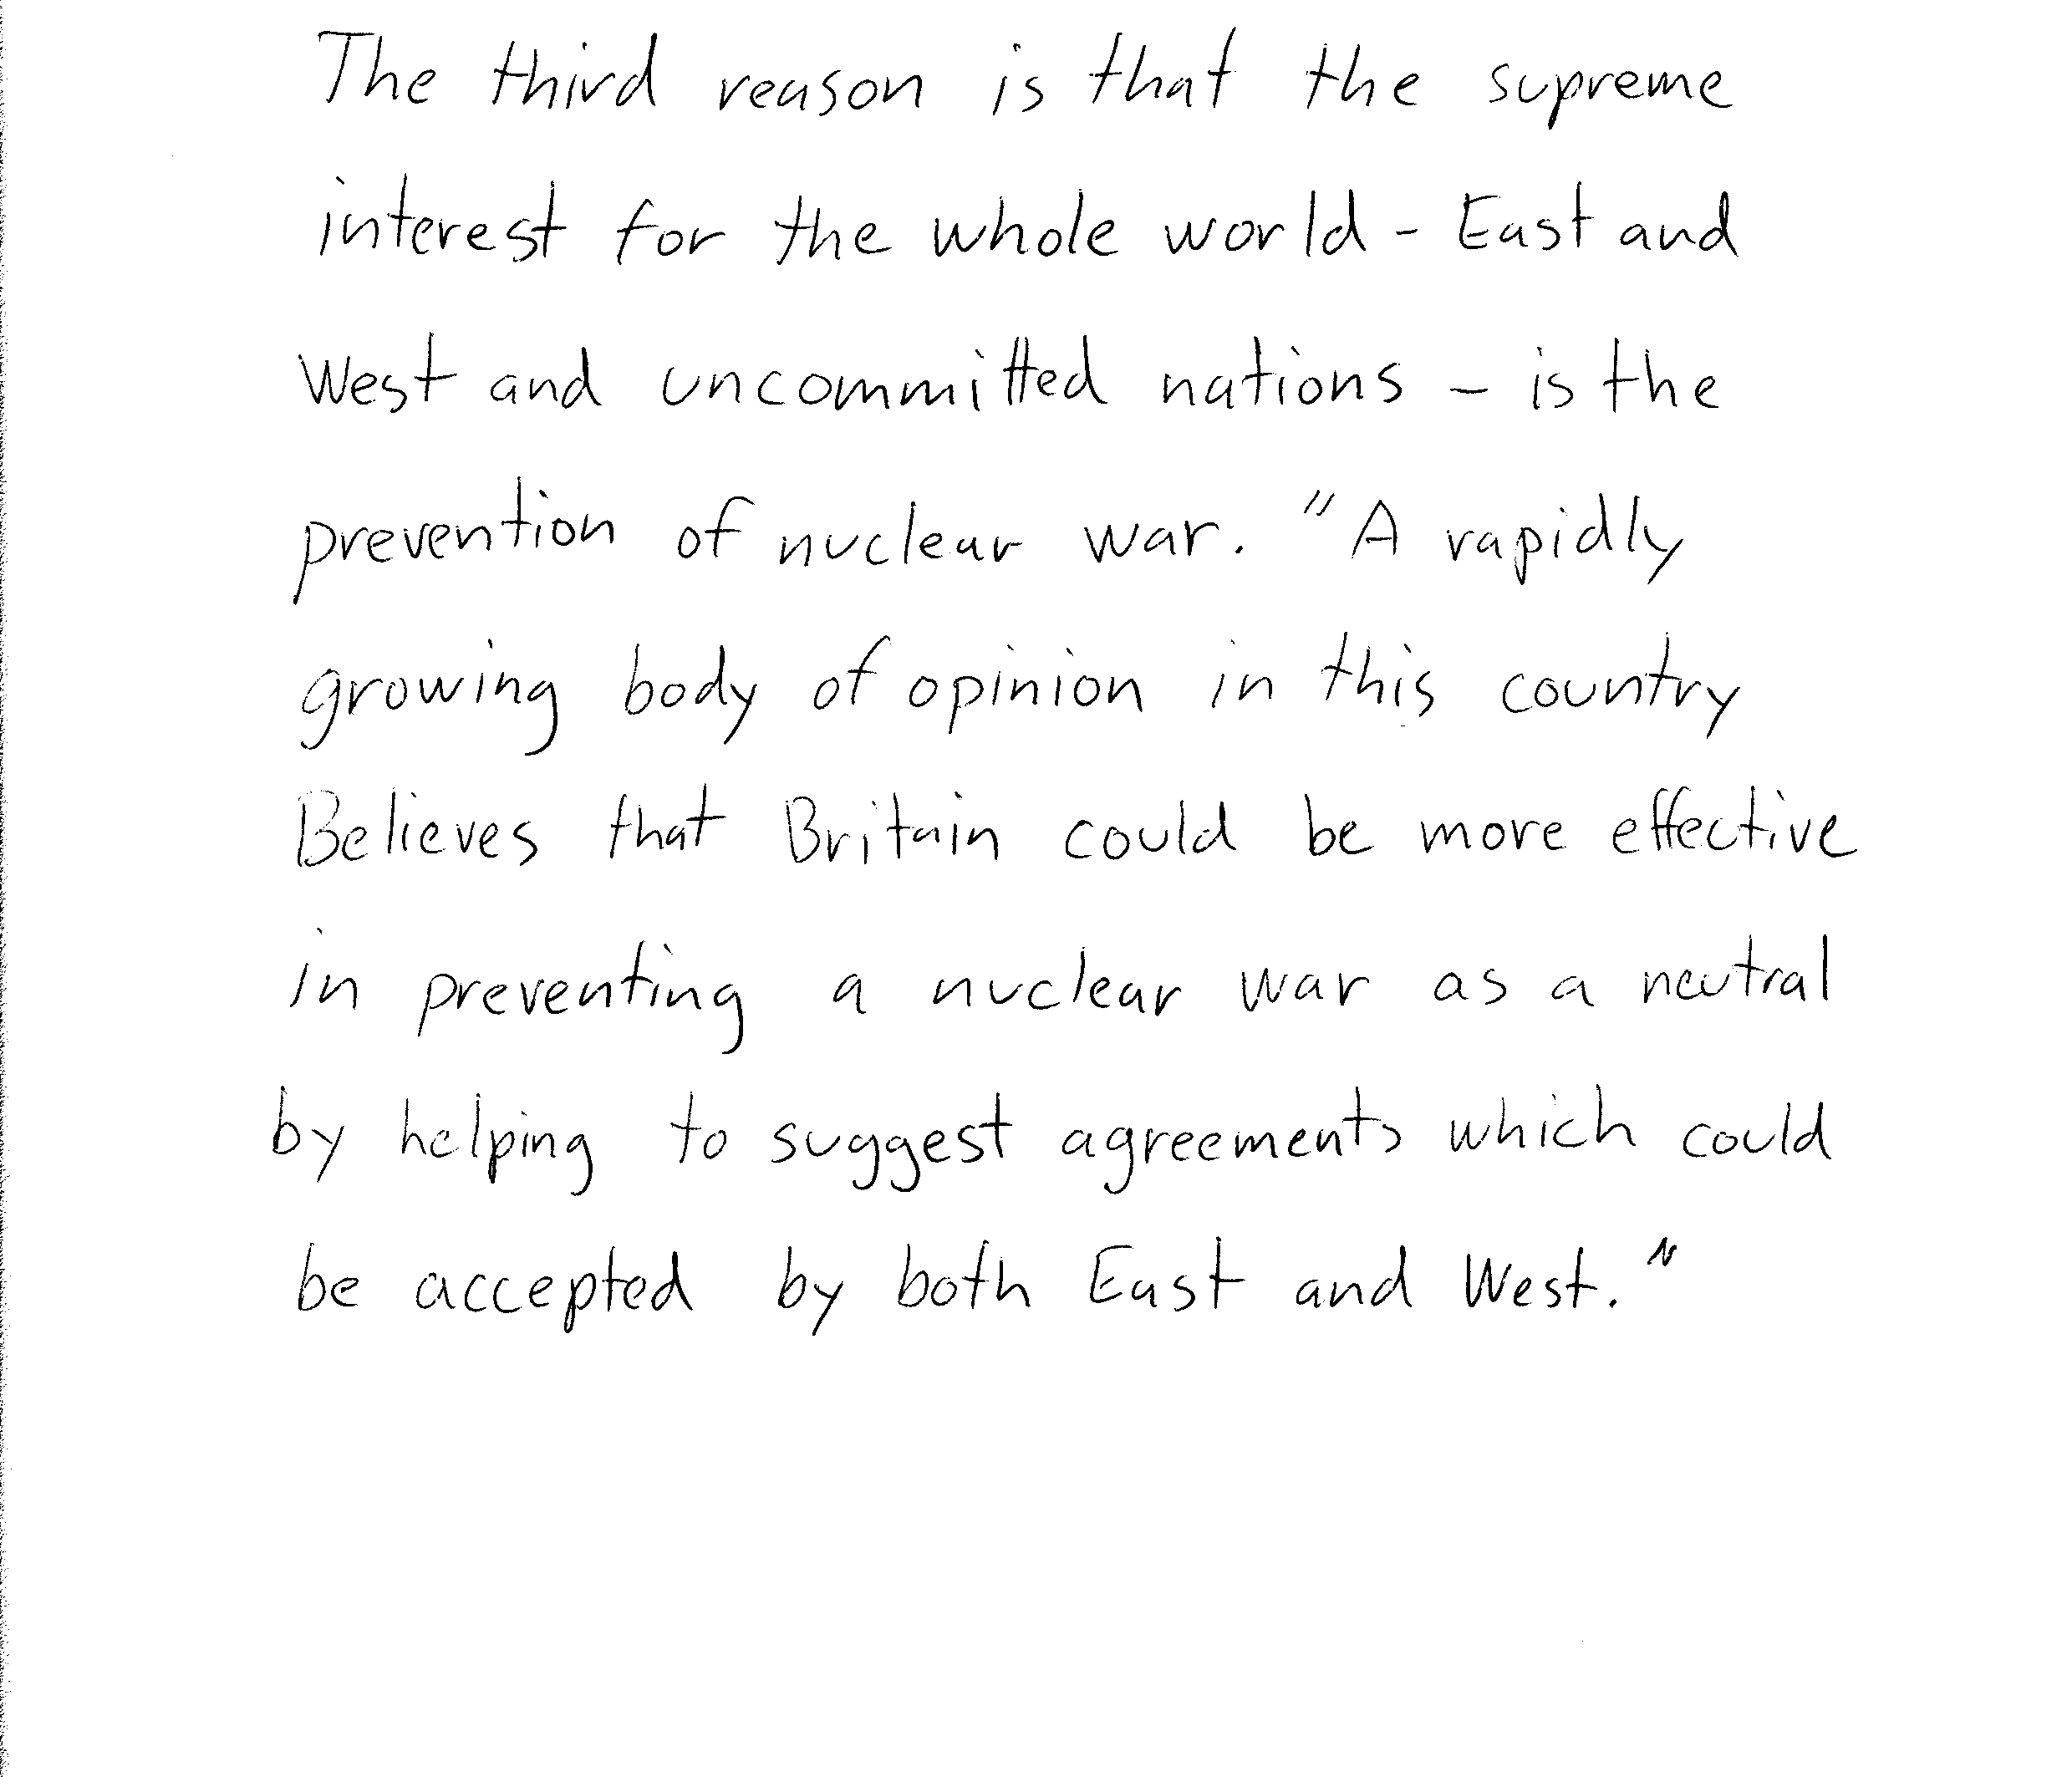 The third reason is that the supreme
interest for the whole world - East and
West and uncommitted nations - is the
prevention of nuclear war. "A rapidly
growing body of opinion in this country
Believes that Britain could be more effective
in preventing a nuclear war as a neutral
by helping to suggest agreements which could
be accepted by both East and West."